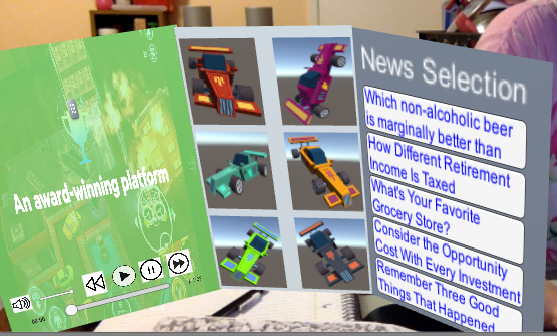 An award-winning platform
00:00
News Selection
Which non-alcoholic beer
is marginally better than
How Different Retirement
Income Is Taxed
What's Your Favorite
Grocery Store?
Consider the Opportunity
Cost With Every Investment
Remember Three Good
Things That Happened